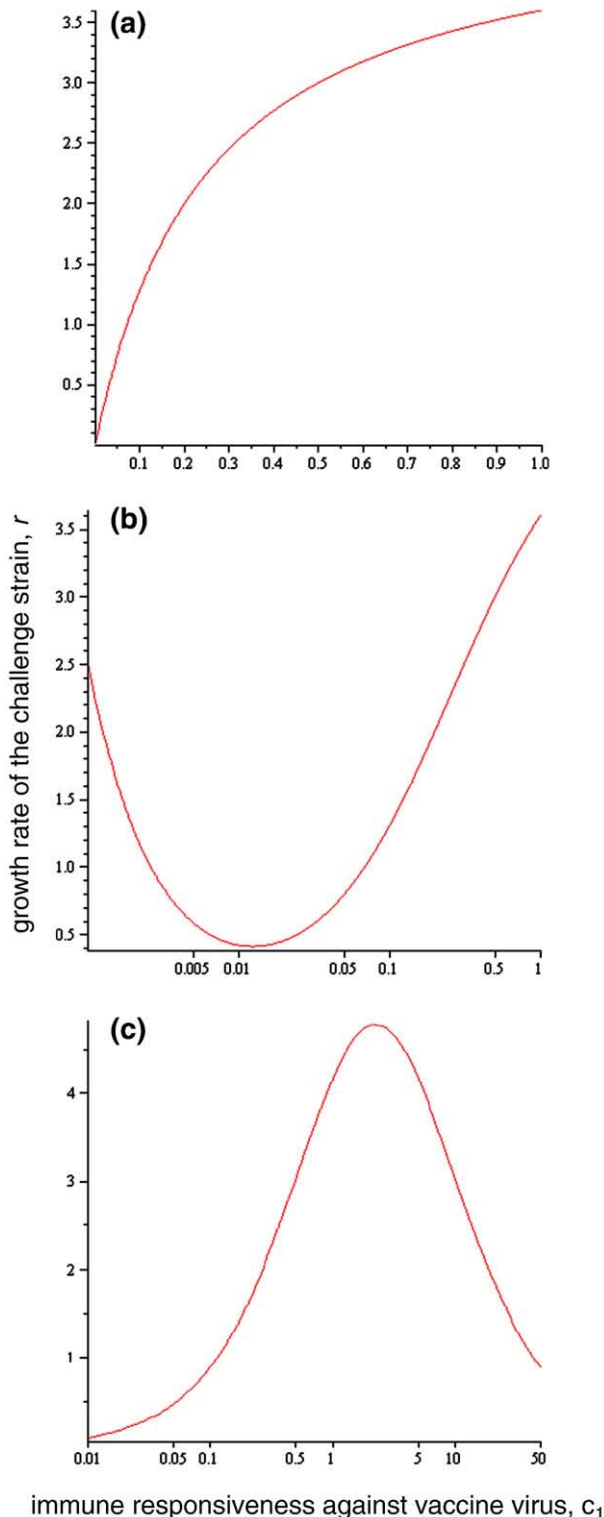 (a)
3.5
3.0
2.5
2.0
1.5
1.0
0.5
0.1 0.2 0.3 0.4 0.5 0.6 0.7 0.8 0.9 1.0
growth rate of the challenge strain, r
(b)
3.5
3.0
2.5
2.0
1.5
1.0
0.5
0.005 0.01 0.05 0.1 0.5 1
(c)
4
3
2
1
0.01 0.05 0.1 0.5 1 5 10 50
immune responsiveness against vaccine virus, c₁